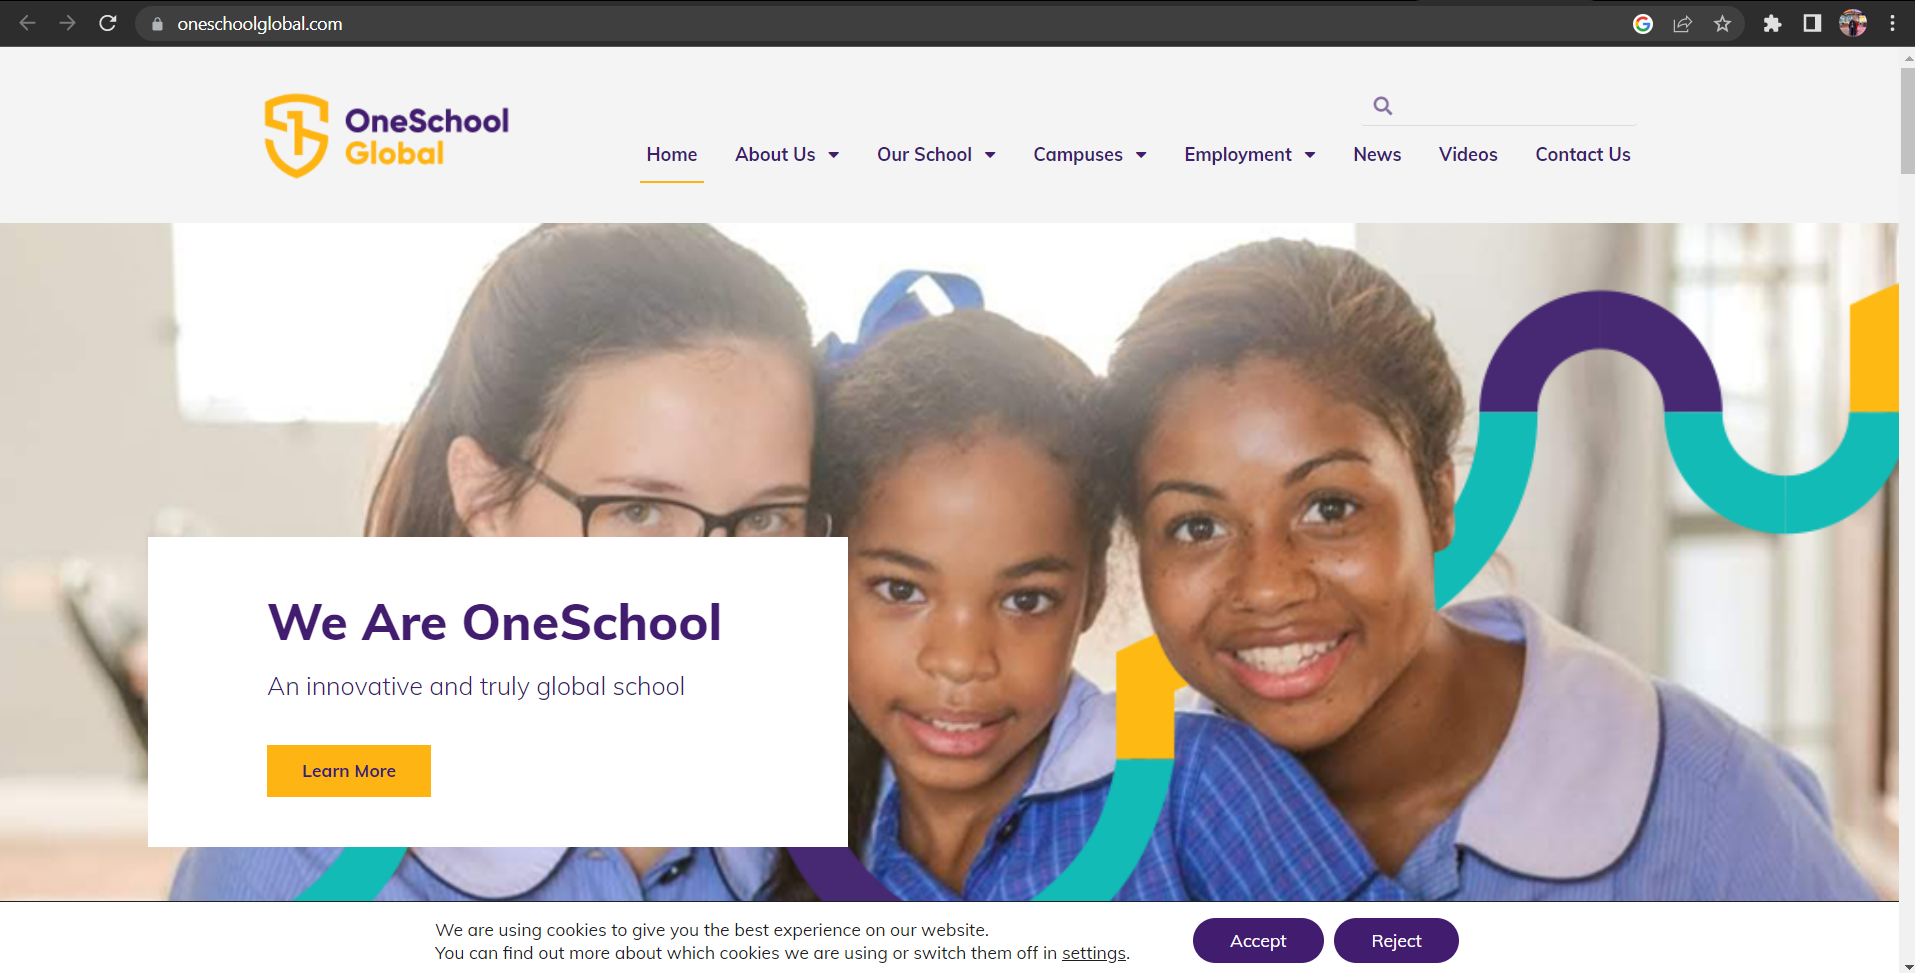 oneschoolglobal.com
OneSchool
Global
Home About Us Our School Campuses Employment News Videos Contact Us
We Are OneSchool
An innovative and truly global school
Learn More
We are using cookies to give you the best experience on our website.
You can find out more about which cookies we are using or switch them off in settings.
Accept Reject